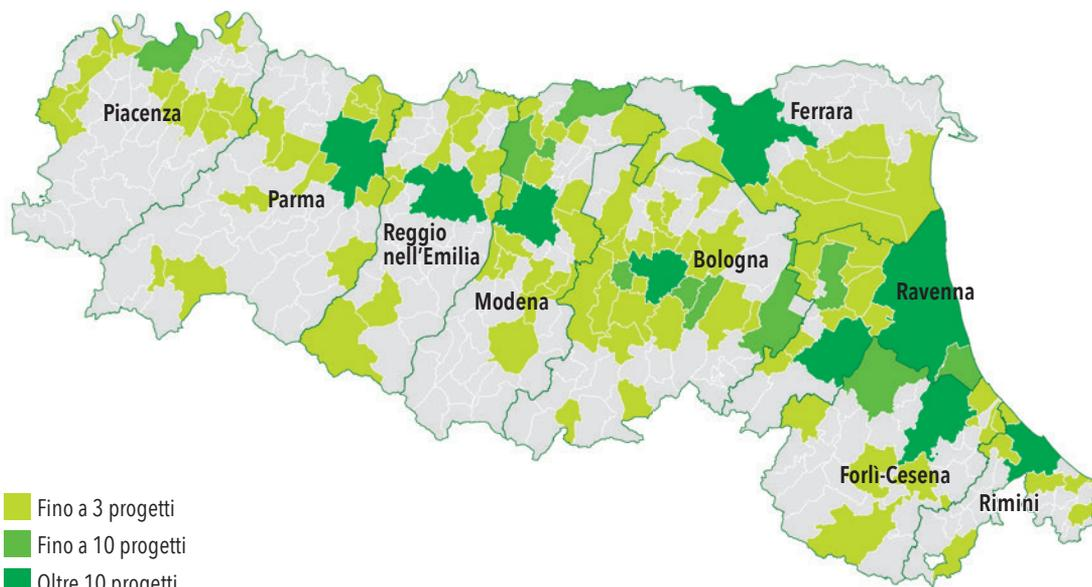 Piacenza
Ferrara
Parma
Reggio
nell'Emilia
Bologna
Modena
Ravenna
Forlì-Cesena
Rimini
Fino a 3 progetti
Fino a 10 progetti
Oltre 10 progetti